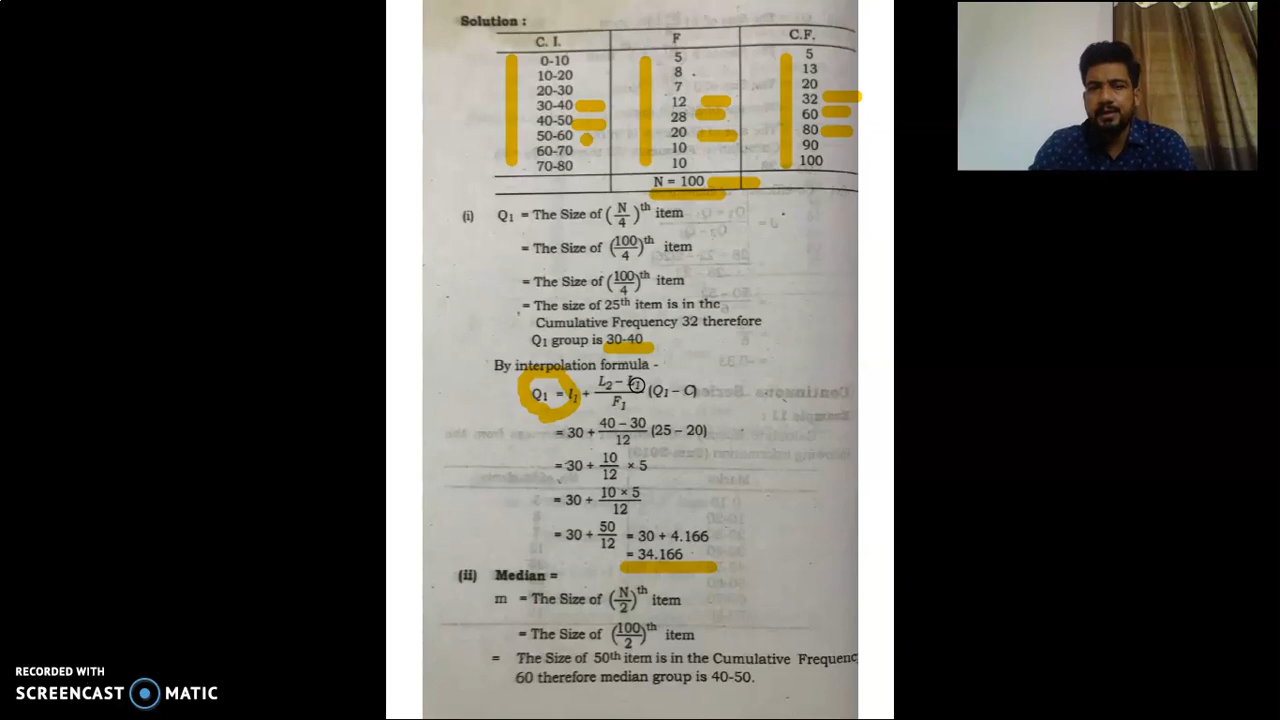 Solution :
C. I. F C.F.
0-10 5 5
10-20 8 13
20-30 7 20
30-40 12 32
40-50 28 60
50-60 20 80
60-70 10 90
70-80 10 100
N = 100
(i) Q₁ = The Size of (N/4)ᵗʰ item
= The Size of (100/4)ᵗʰ item
= The Size of (100/4)ᵗʰ item
= The size of 25ᵗʰ item is in the
Cumulative Frequency 32 therefore
Q₁ group is 30-40
By interpolation formula -
Q₁ = l₁ + (L₂ – L₁)/F₁ (Q₁ – C)
= 30 + (40 – 30)/12 (25 – 20)
= 30 + 10/12 × 5
= 30 + (10 × 5)/12
= 30 + 50/12 = 30 + 4.166
= 34.166
(ii) Median =
m = The Size of (N/2)ᵗʰ item
= The Size of (100/2)ᵗʰ item
= The Size of 50ᵗʰ item is in the Cumulative Frequenc
60 therefore median group is 40-50.
RECORDED WITH
SCREENCAST MATIC